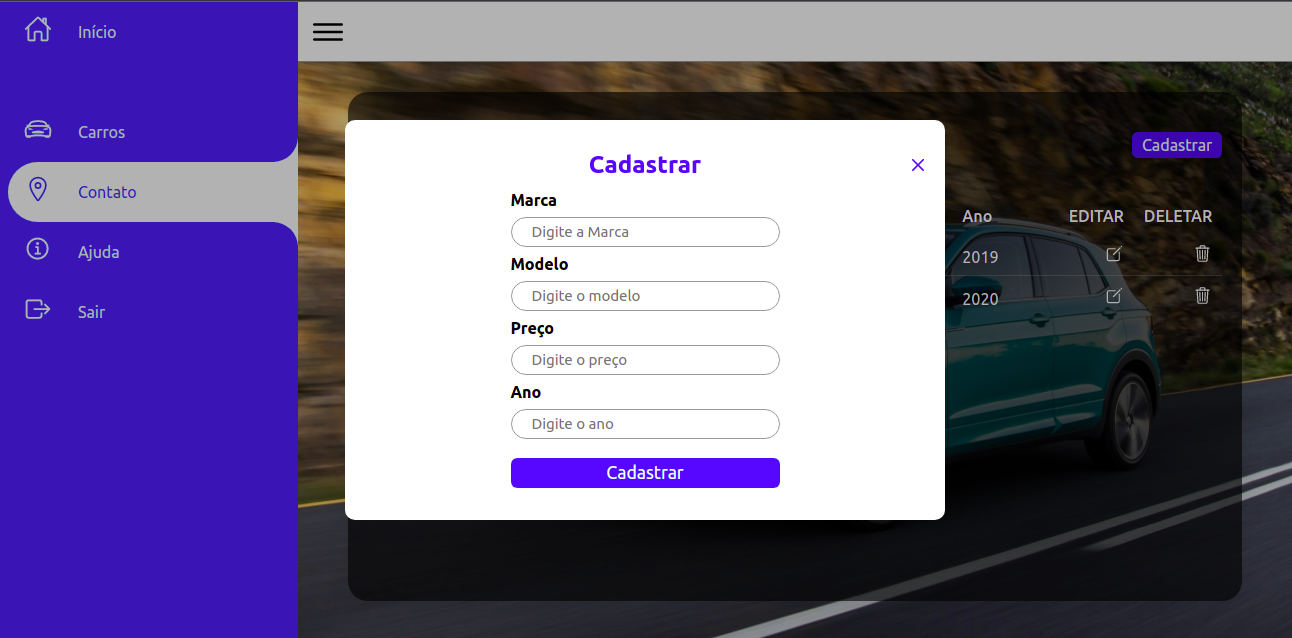 Início
Carros
Contato
Ajuda
Sair
Cadastrar
Marca
Digite a Marca
Modelo
Digite o modelo
Preço
Digite o preço
Ano
Digite o ano
Cadastrar
Cadastrar
Ano EDITAR DELETAR
2019
2020